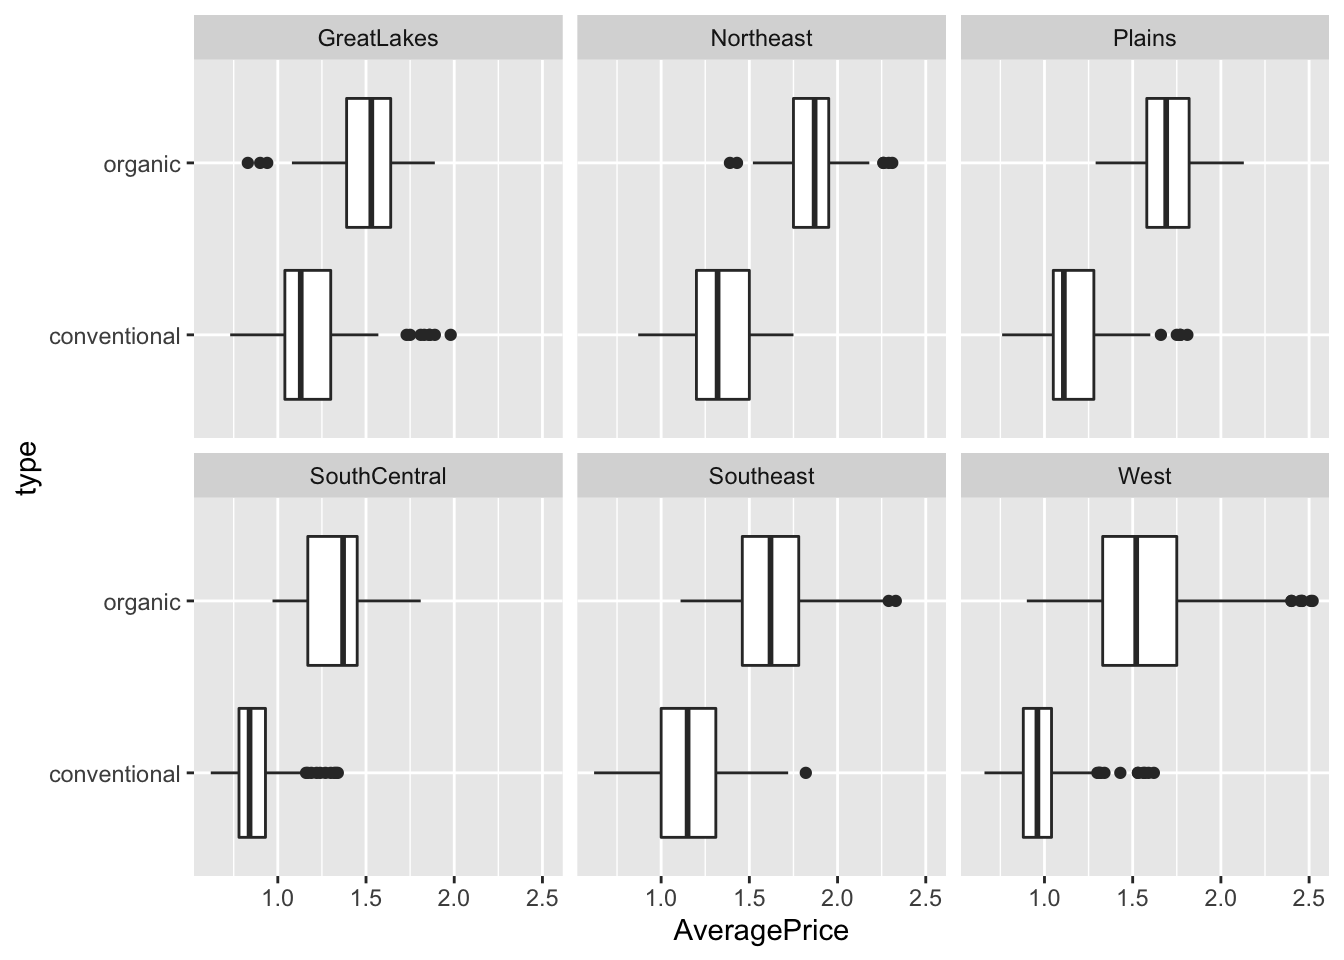 GreatLakes Northeast Plains
organic
conventional
type
SouthCentral Southeast West
organic
conventional
1.0 1.5 2.0 2.5 1.0 1.5 2.0 2.5 1.0 1.5 2.0 2.5
AveragePrice